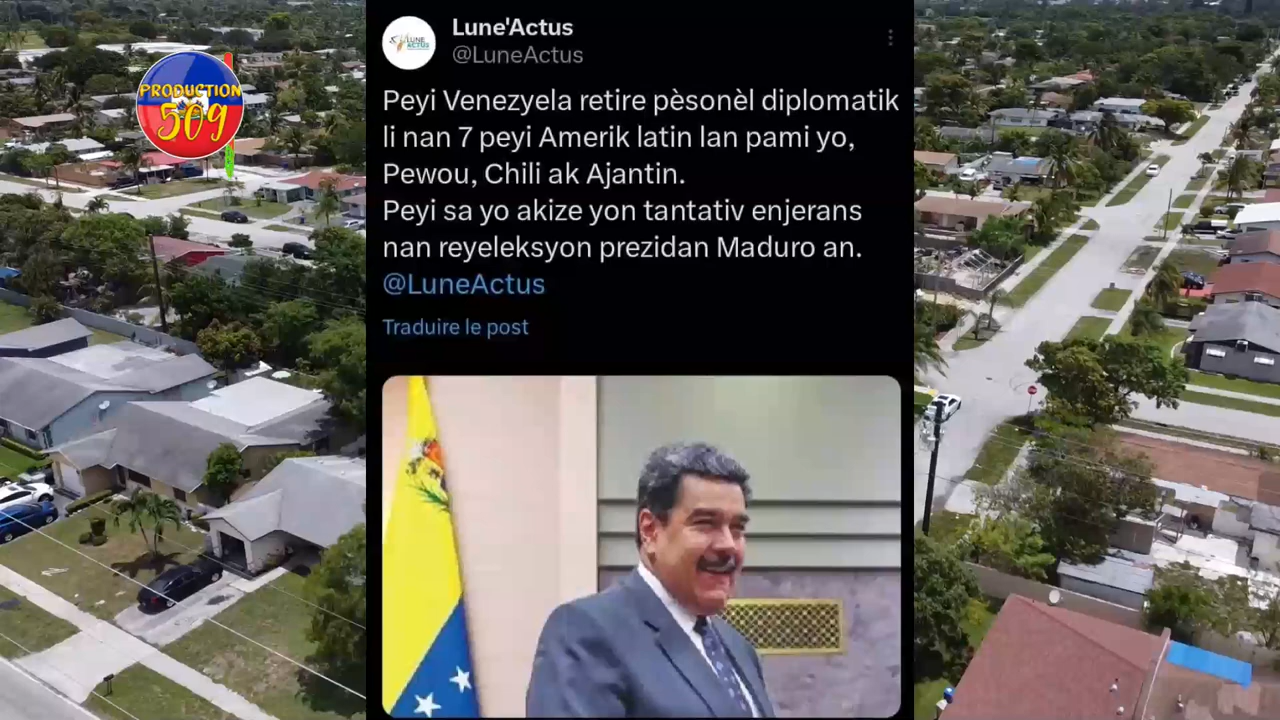 PRODUCTION
509
LUNE
ACTUS
Lune'Actus
@LuneActus
Peyi Venezyela retire pèsonèl diplomatik
li nan 7 peyi Amerik latin lan pami yo,
Pewou, Chili ak Ajantin.
Peyi sa yo akize yon tantativ enjerans
nan reyeleksyon prezidan Maduro an.
@LuneActus
Traduire le post